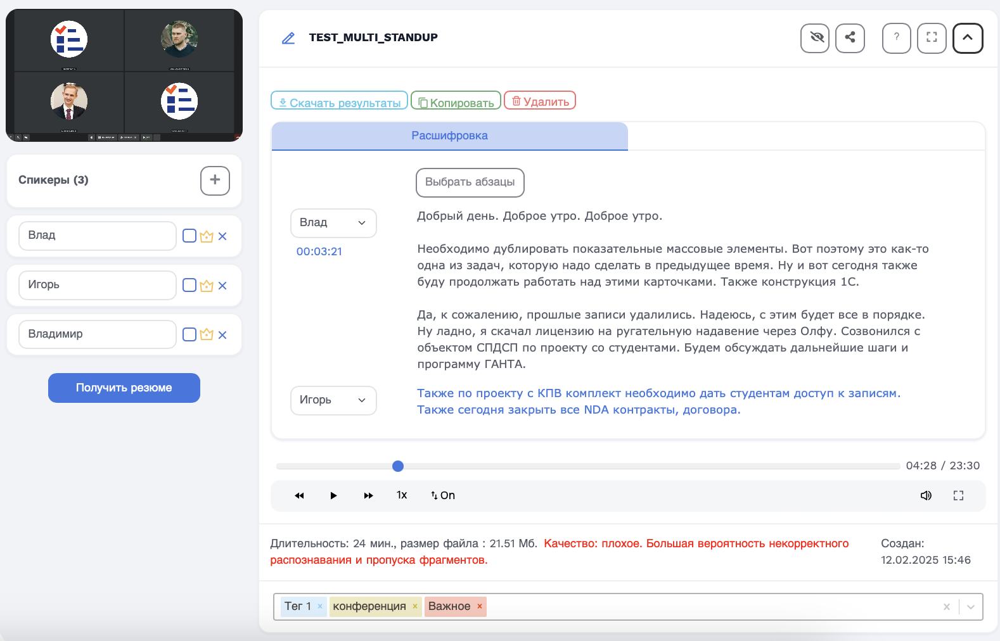 TEST_MULTI_STANDUP
?
Скачать результаты
Копировать
Удалить
Спикеры (3)
+
Влад
Игорь
Владимир
Получить резюме
Расшифровка
Выбрать абзацы
Влад
00:03:21
Добрый день. Доброе утро. Доброе утро.
Необходимо дублировать показательные массовые элементы. Вот поэтому это как-то
одна из задач, которую надо сделать в предыдущее время. Ну и вот сегодня также
буду продолжать работать над этими карточками. Также конструкция 1С.
Да, к сожалению, прошлые записи удалились. Надеюсь, с этим будет все в порядке.
Ну ладно, я скачал лицензию на ругательную надавение через Олфу. Созвонился с
объектом СПДСП по проекту со студентами. Будем обсуждать дальнейшие шаги и
программу ГАНТА.
Игорь
Также по проекту с КПВ комплект необходимо дать студентам доступ к записям.
Также сегодня закрыть все NDA контракты, договора.
04:28 / 23:30
1x
On
Длительность: 24 мин., размер файла : 21.51 Мб. Качество: плохое. Большая вероятность некорректного
распознавания и пропуска фрагментов.
Создан:
12.02.2025 15:46
Тег 1 ×
конференция ×
Важное ×